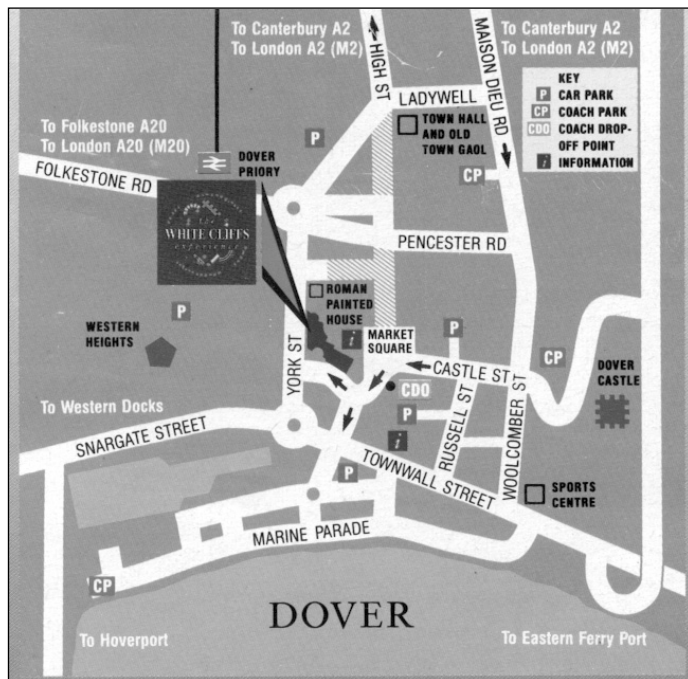 To Canterbury A2
To London A2 (M2)
HIGH ST
MAISON DIEU RD
To Canterbury A2
To London A2 (M2)
KEY
P CAR PARK
CP COACH PARK
CDO COACH DROP-
OFF POINT
i INFORMATION
LADYWELL
TOWN HALL
AND OLD
TOWN GAOL
To Folkestone A20
To London A20 (M20)
P
DOVER
PRIORY
FOLKESTONE RD
CP
the
WHITE CLIFFS
experience
PENCESTER RD
ROMAN
PAINTED
HOUSE
P
WESTERN
HEIGHTS
i
MARKET
SQUARE
P
YORK ST
CASTLE ST
CP
DOVER
CASTLE
CDO
P
RUSSELL ST
WOOLCOMBER ST
To Western Docks
SNARGATE STREET
i
P
TOWNWALL STREET
SPORTS
CENTRE
MARINE PARADE
CP
DOVER
To Hoverport
To Eastern Ferry Port